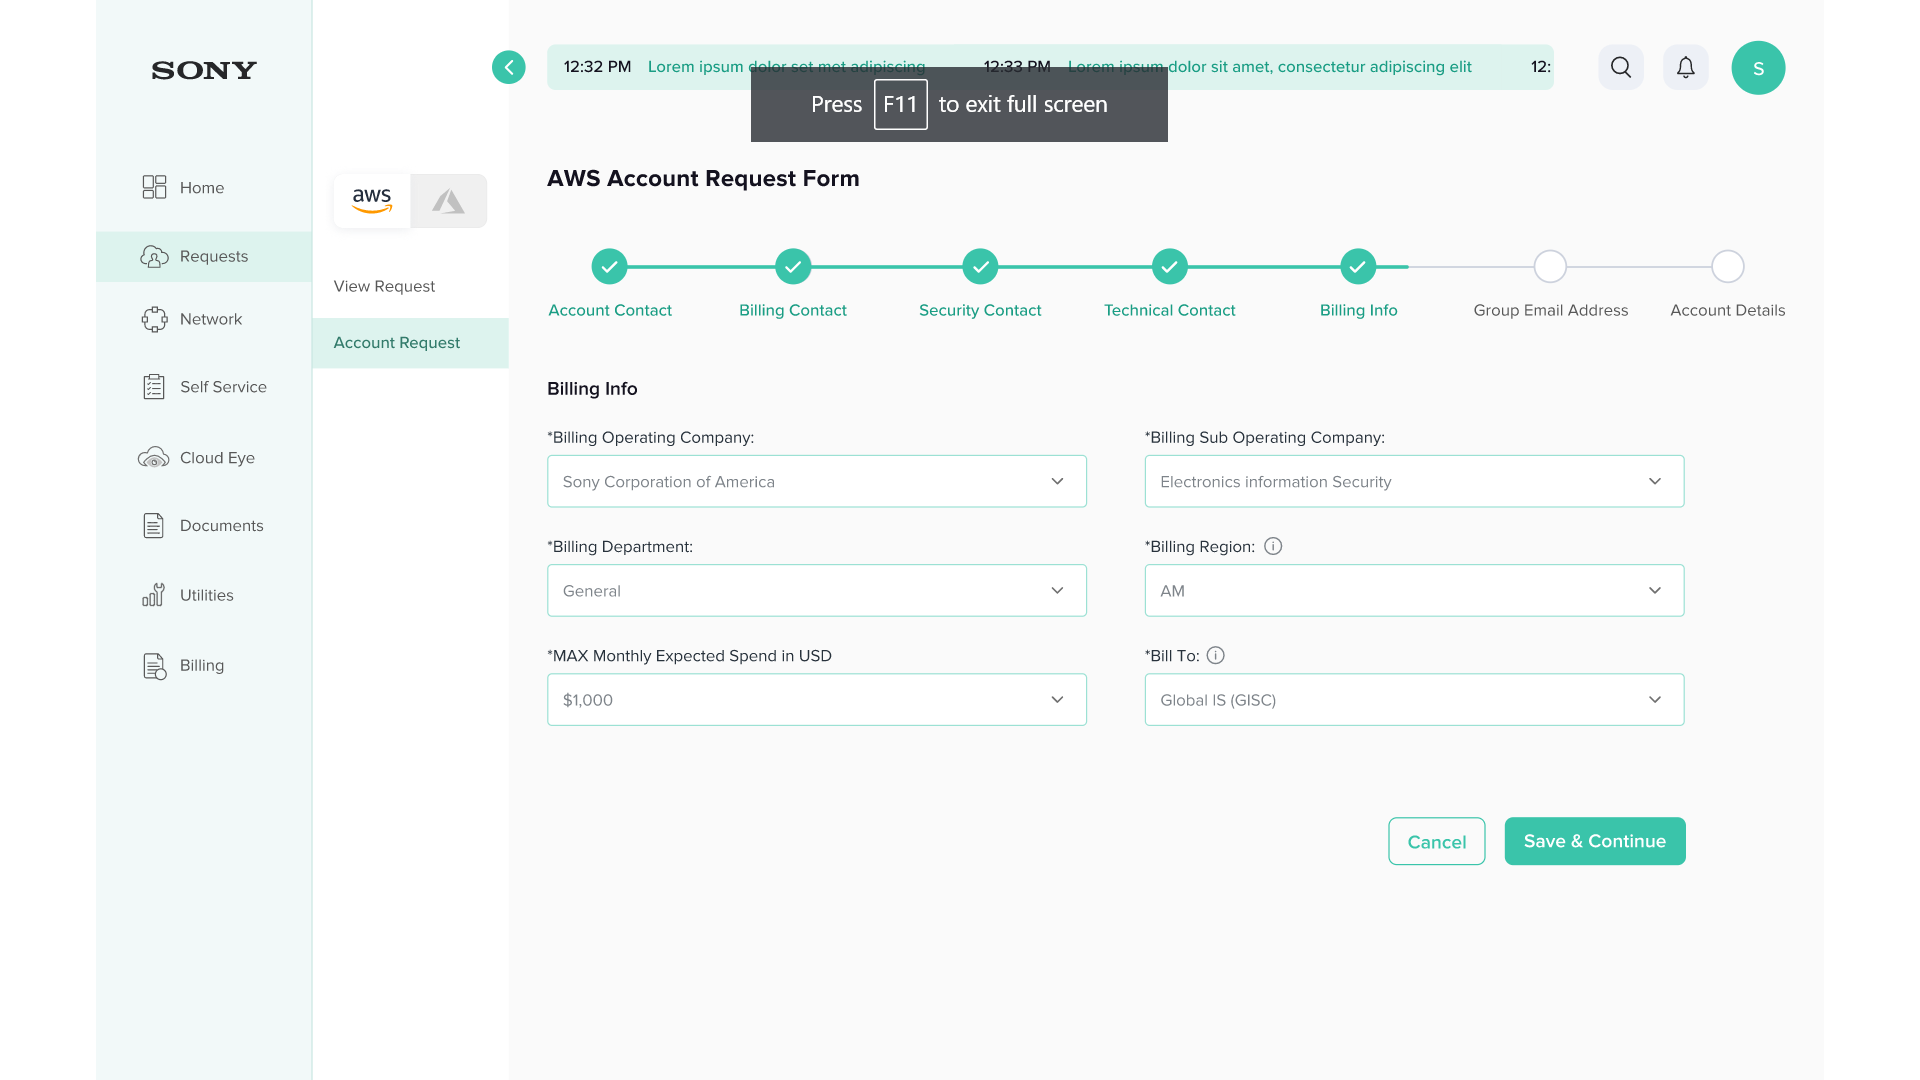 SONY
12:32 PM Lorem ipsum dolor set met adipiscing 12:33 PM Lorem ipsum dolor sit amet, consectetur adipiscing elit 12:
S
Press F11 to exit full screen
Home
Requests
Network
Self Service
Cloud Eye
Documents
Utilities
Billing
aws
View Request
Account Request
AWS Account Request Form
Account Contact
Billing Contact
Security Contact
Technical Contact
Billing Info
Group Email Address
Account Details
Billing Info
*Billing Operating Company:
Sony Corporation of America
*Billing Sub Operating Company:
Electronics information Security
*Billing Department:
General
*Billing Region:
AM
*MAX Monthly Expected Spend in USD
$1,000
*Bill To:
Global IS (GISC)
Cancel
Save & Continue